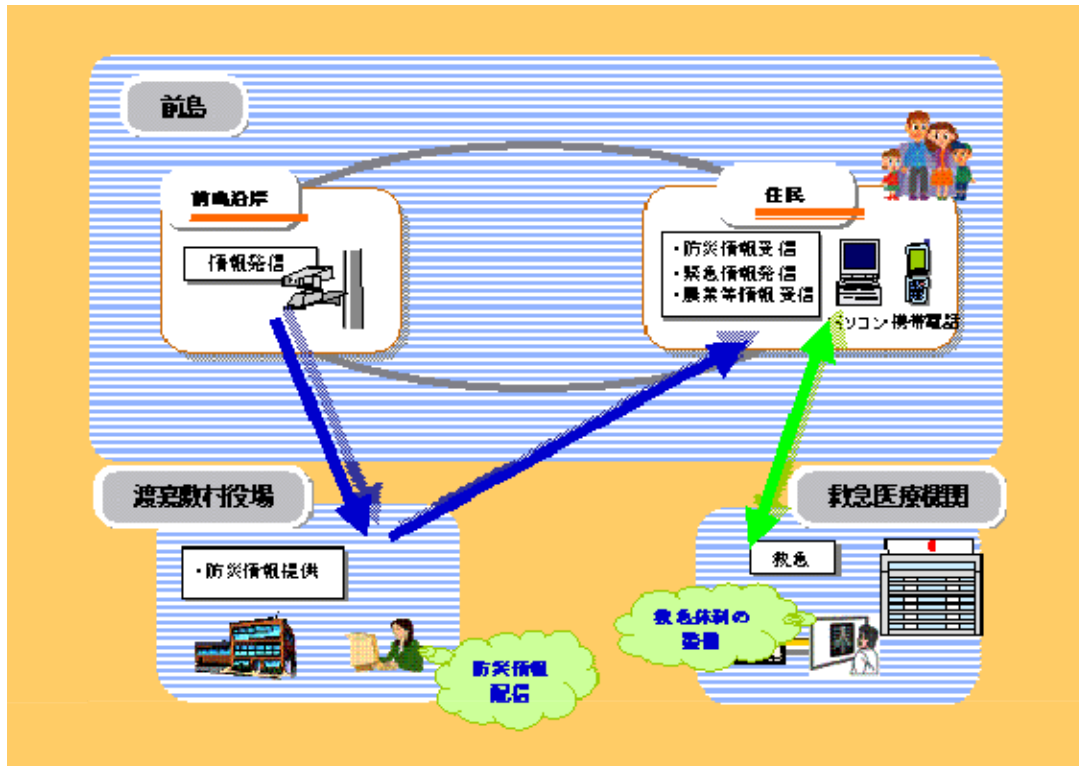 前島
前島沿岸
情報発信
住民
・防災情報受信
・緊急情報発信
・農業等情報受信
パソコン 携帯電話
渡嘉敷村役場
・防災情報提供
防災情報
配信
救急医療機関
救急
救急体制の
整備